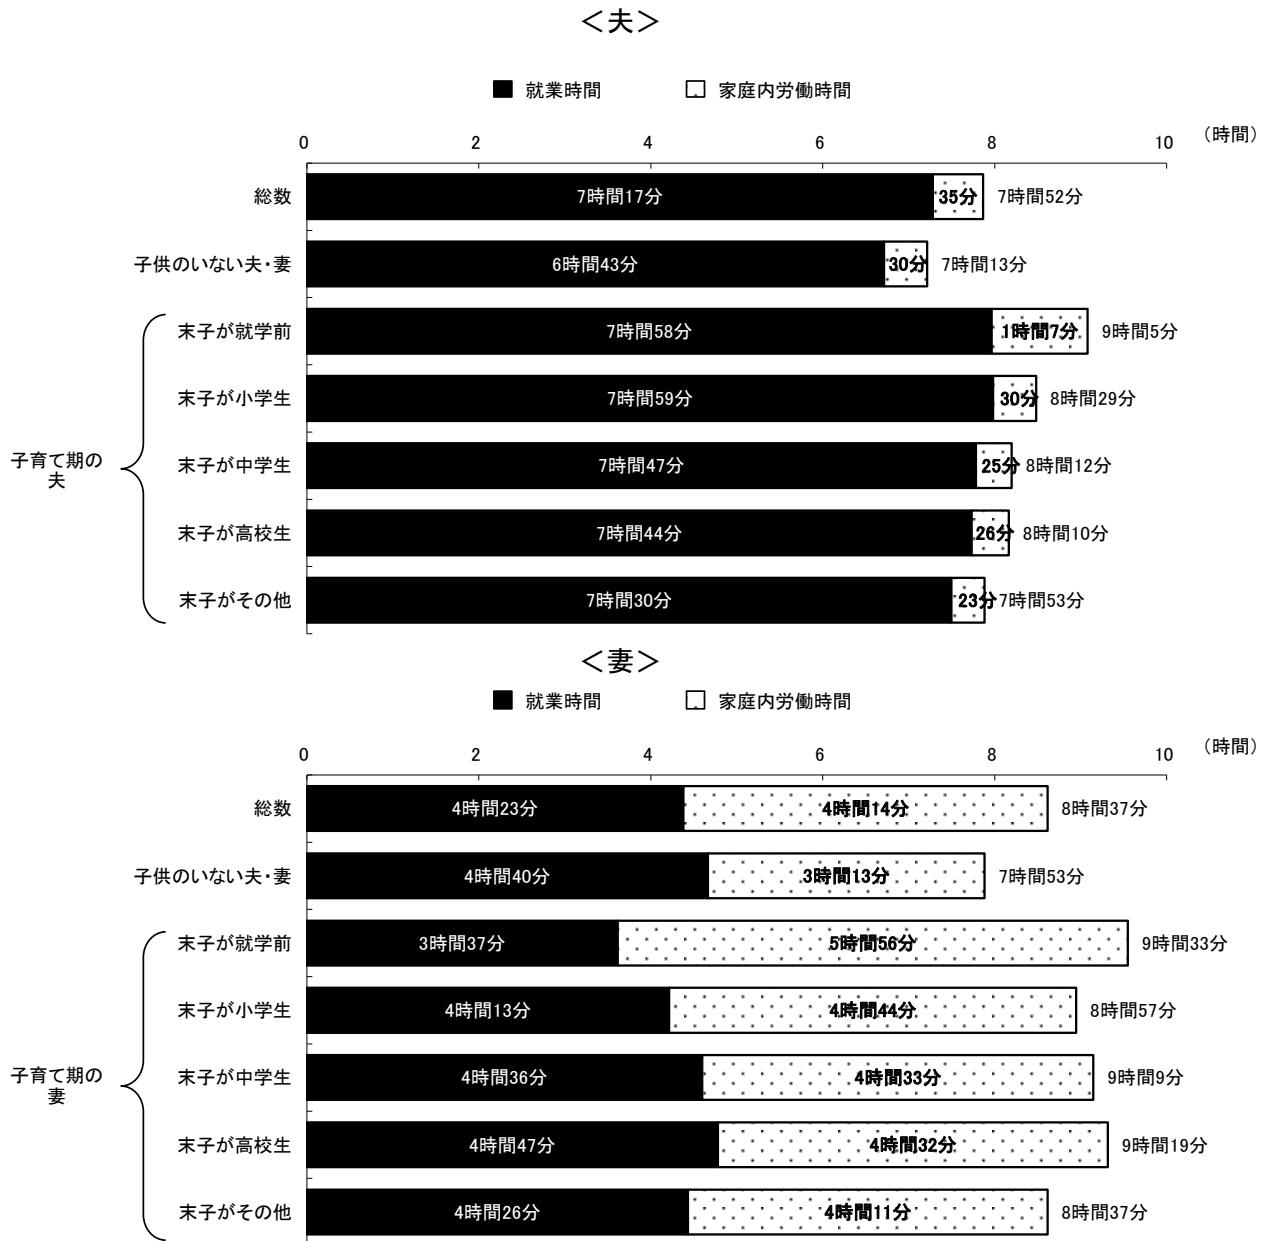 ＜夫＞
就業時間 家庭内労働時間
0 2 4 6 8 10 （時間）
総数 7時間17分 35分 7時間52分
子供のいない夫・妻 6時間43分 30分 7時間13分
末子が就学前 7時間58分 1時間7分 9時間5分
末子が小学生 7時間59分 30分 8時間29分
子育て期の
夫
末子が中学生 7時間47分 25分 8時間12分
末子が高校生 7時間44分 26分 8時間10分
末子がその他 7時間30分 23分 7時間53分
＜妻＞
就業時間 家庭内労働時間
0 2 4 6 8 10 （時間）
総数 4時間23分 4時間14分 8時間37分
子供のいない夫・妻 4時間40分 3時間13分 7時間53分
末子が就学前 3時間37分 5時間56分 9時間33分
末子が小学生 4時間13分 4時間44分 8時間57分
子育て期の
妻
末子が中学生 4時間36分 4時間33分 9時間9分
末子が高校生 4時間47分 4時間32分 9時間19分
末子がその他 4時間26分 4時間11分 8時間37分